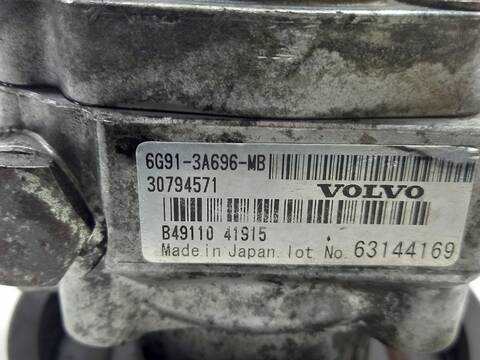 6G91-3A696-MB
30794571 VOLVO
B49110 41915
Made in Japan. lot No. 63144169